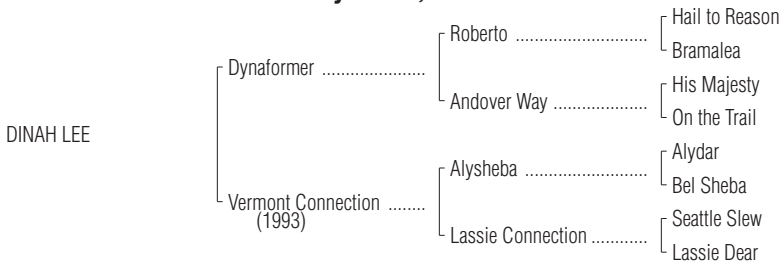 Hail to Reason
Roberto ............................
Bramalea
Dynaformer ......................
His Majesty
Andover Way ....................
On the Trail
DINAH LEE
Alydar
Alysheba ..........................
Bel Sheba
Vermont Connection ........
(1993)
Seattle Slew
Lassie Connection ............
Lassie Dear